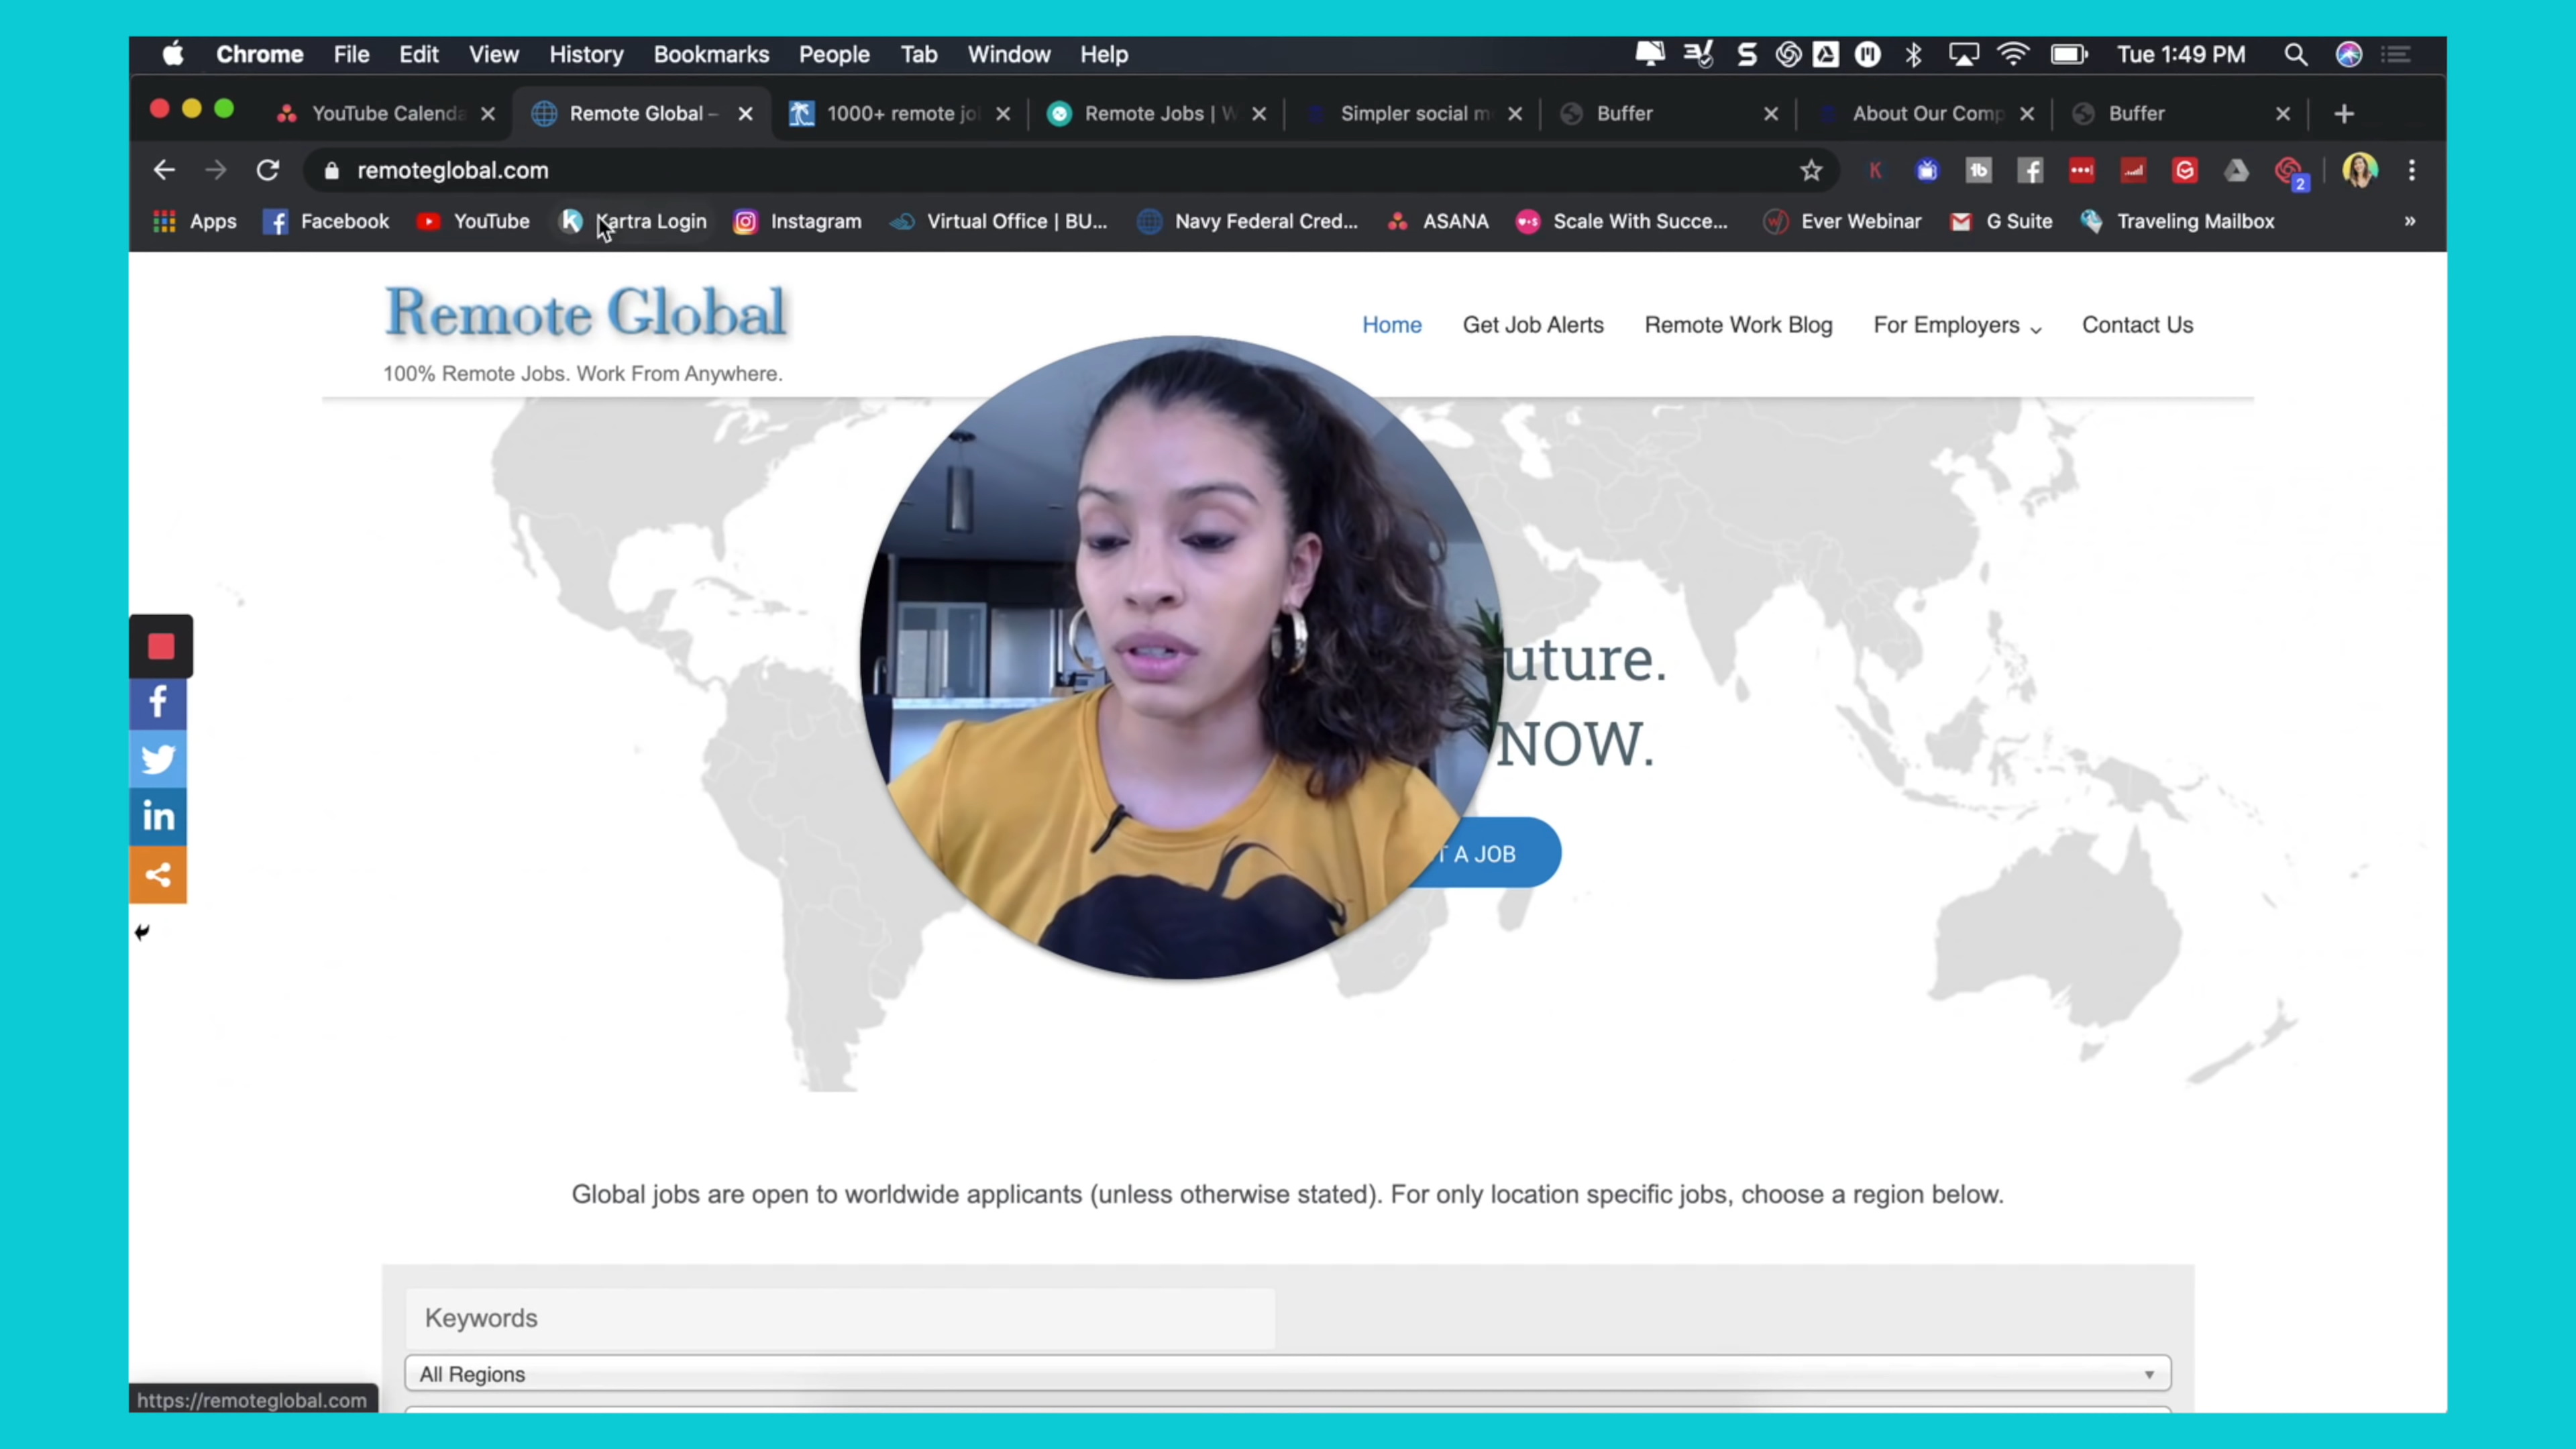 Chrome File Edit View History Bookmarks People Tab Window Help Tue 1:49 PM
YouTube Calenda Remote Global – 1000+ remote jo Remote Jobs | W Simpler social m Buffer About Our Comp Buffer
remoteglobal.com
2
Apps Facebook YouTube Kartra Login Instagram Virtual Office | BU... Navy Federal Cred... ASANA Scale With Succe... Ever Webinar G Suite Traveling Mailbox »
Remote Global
100% Remote Jobs. Work From Anywhere.
Home Get Job Alerts Remote Work Blog For Employers Contact Us
uture.
NOW.
T A JOB
Global jobs are open to worldwide applicants (unless otherwise stated). For only location specific jobs, choose a region below.
Keywords
All Regions
https://remoteglobal.com